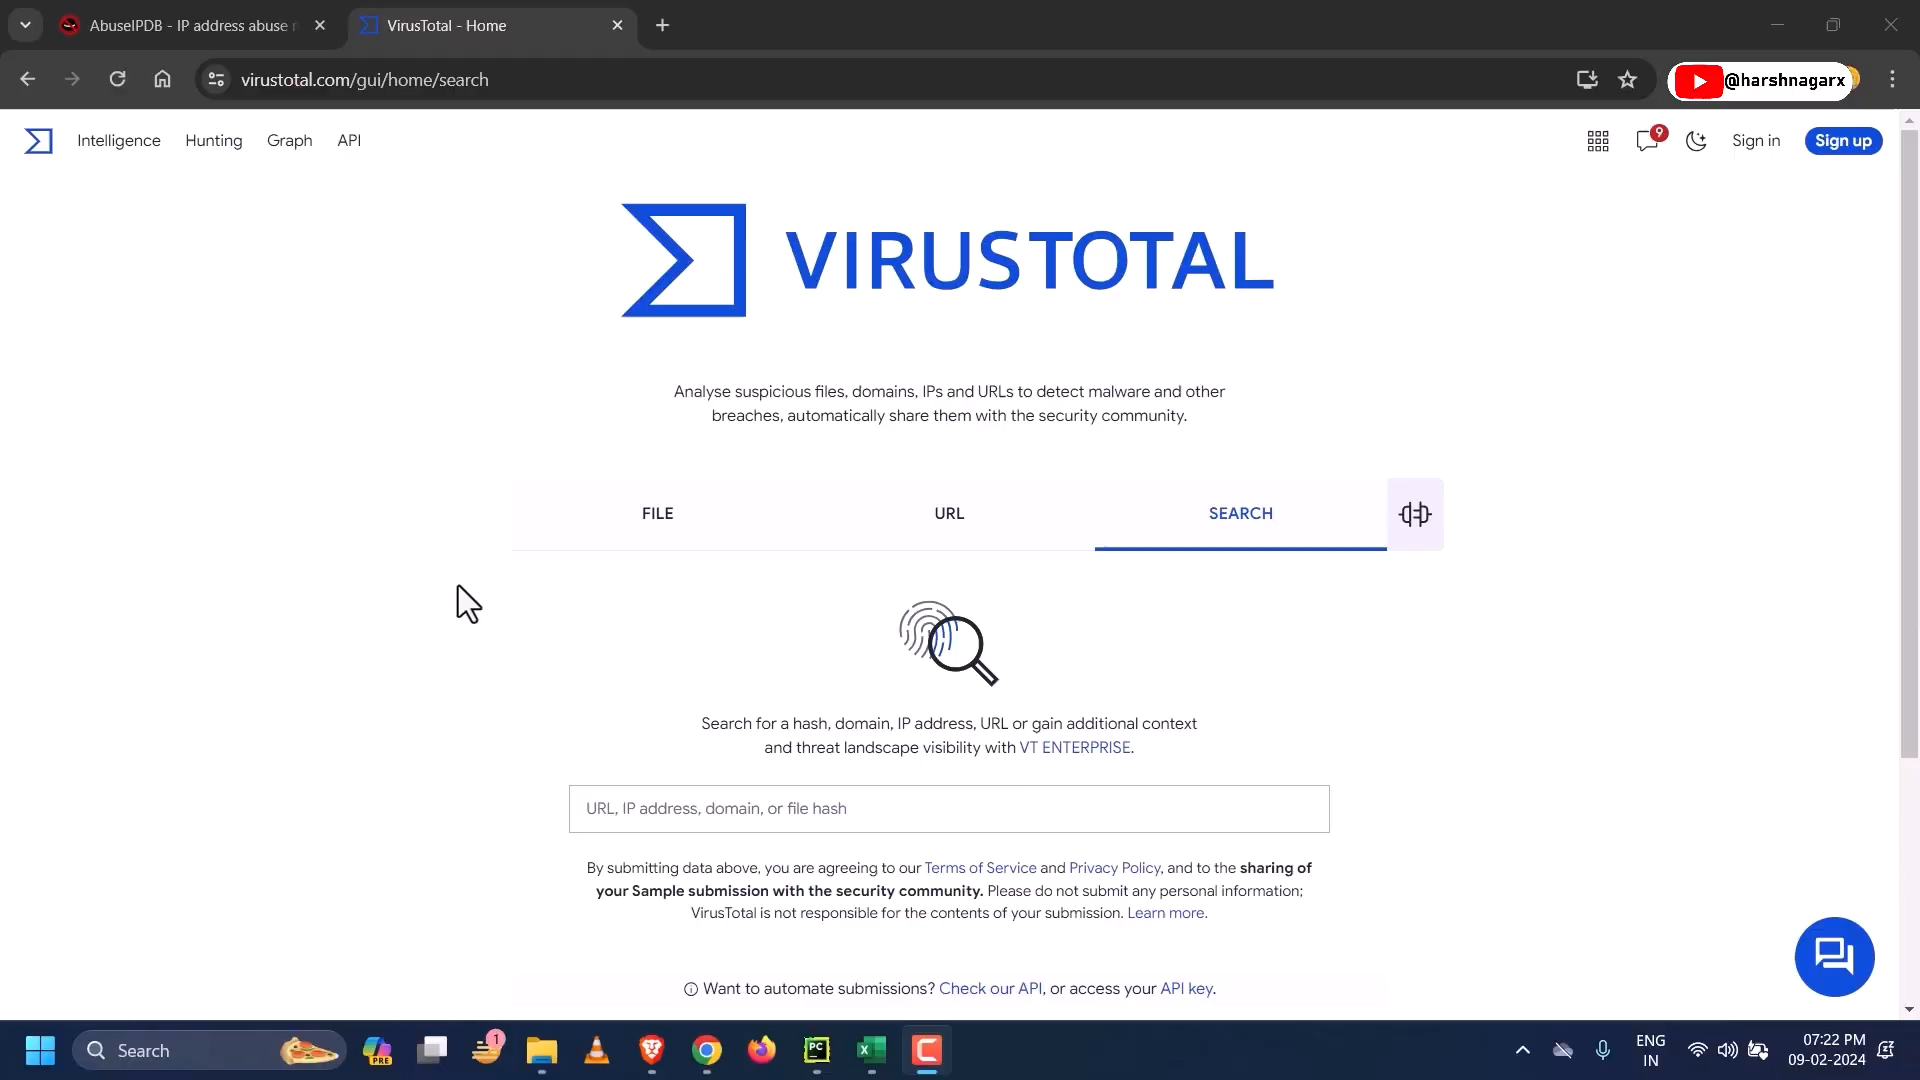 AbuseIPDB - IP address abuse
VirusTotal - Home
virustotal.com/gui/home/search
@harshnagarx
Intelligence
Hunting
Graph
API
9
Sign in
Sign up
VIRUSTOTAL
Analyse suspicious files, domains, IPs and URLs to detect malware and other
breaches, automatically share them with the security community.
FILE
URL
SEARCH
Search for a hash, domain, IP address, URL or gain additional context
and threat landscape visibility with VT ENTERPRISE.
URL, IP address, domain, or file hash
By submitting data above, you are agreeing to our Terms of Service and Privacy Policy, and to the sharing of
your Sample submission with the security community. Please do not submit any personal information;
VirusTotal is not responsible for the contents of your submission. Learn more.
Want to automate submissions? Check our API, or access your API key.
Search
PRE
1
PC
ENG
IN
07:22 PM
09-02-2024